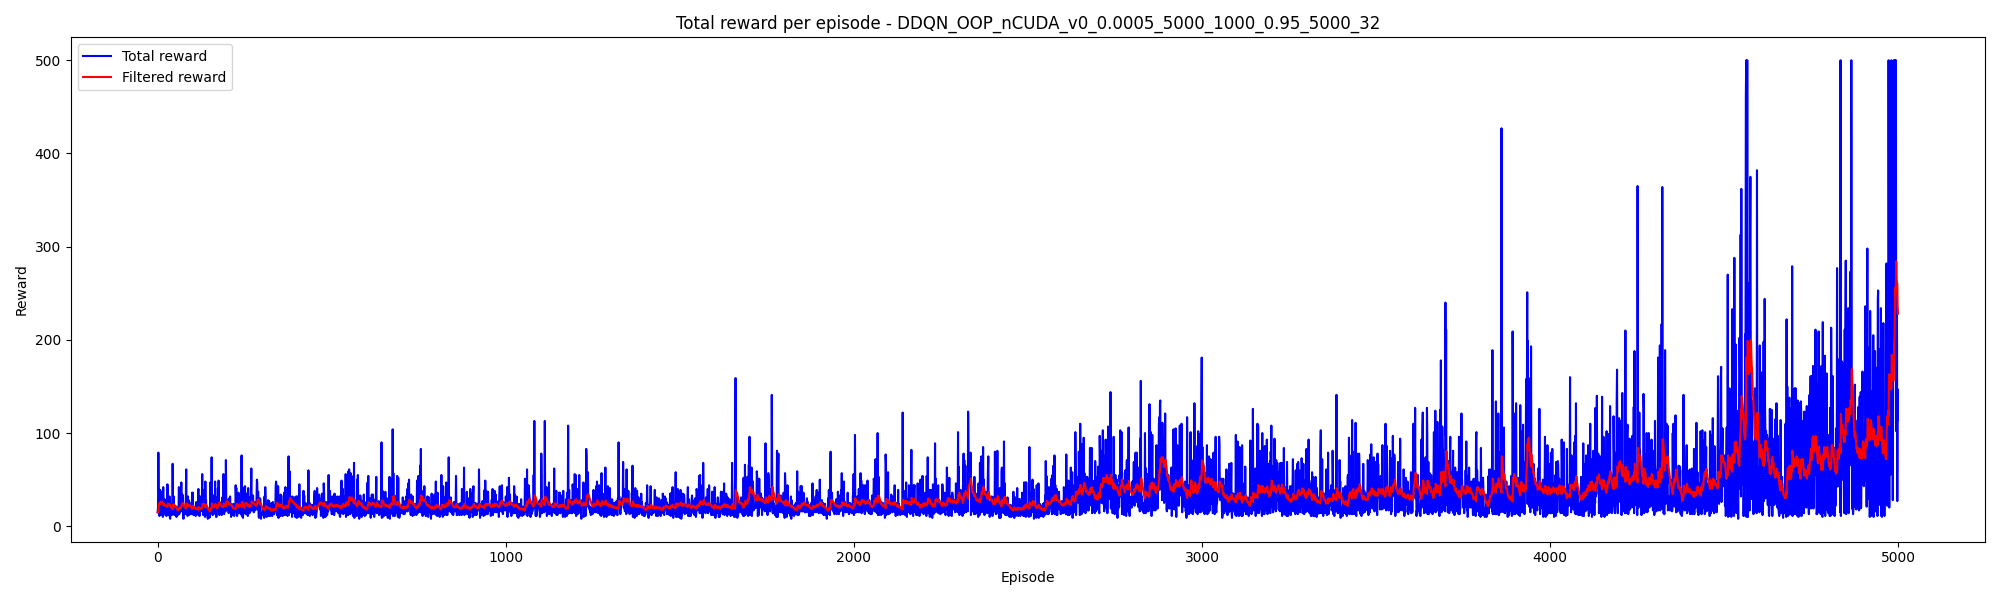 Total reward per episode - DDQN_OOP_nCUDA_v0_0.0005_5000_1000_0.95_5000_32
Total reward
Filtered reward
500
400
300
200
100
0
Reward
0 1000 2000 3000 4000 5000
Episode